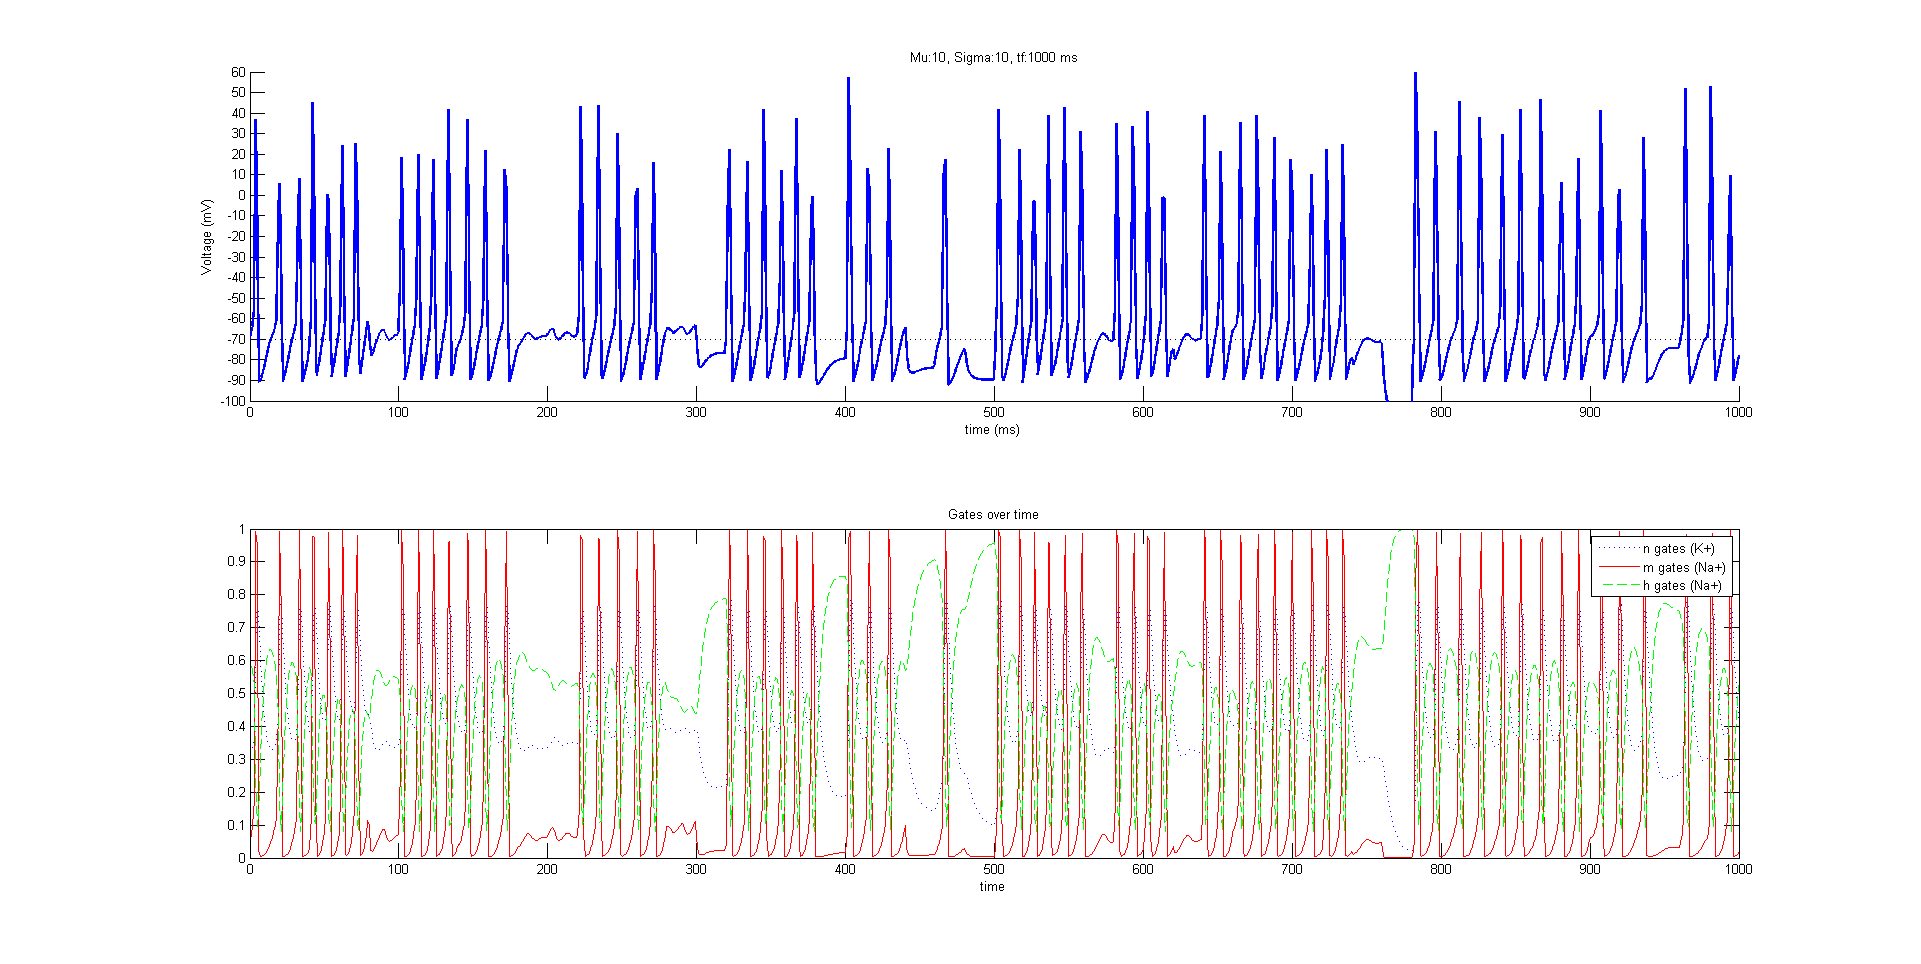 Mu:10, Sigma:10, tf:1000 ms
60
50
40
30
20
10
0
-10
-20
-30
-40
-50
-60
-70
-80
-90
-100
Voltage (mV)
0 100 200 300 400 500 600 700 800 900 1000
time (ms)
Gates over time
1
0.9
0.8
0.7
0.6
0.5
0.4
0.3
0.2
0.1
0
n gates (K+)
m gates (Na+)
h gates (Na+)
0 100 200 300 400 500 600 700 800 900 1000
time